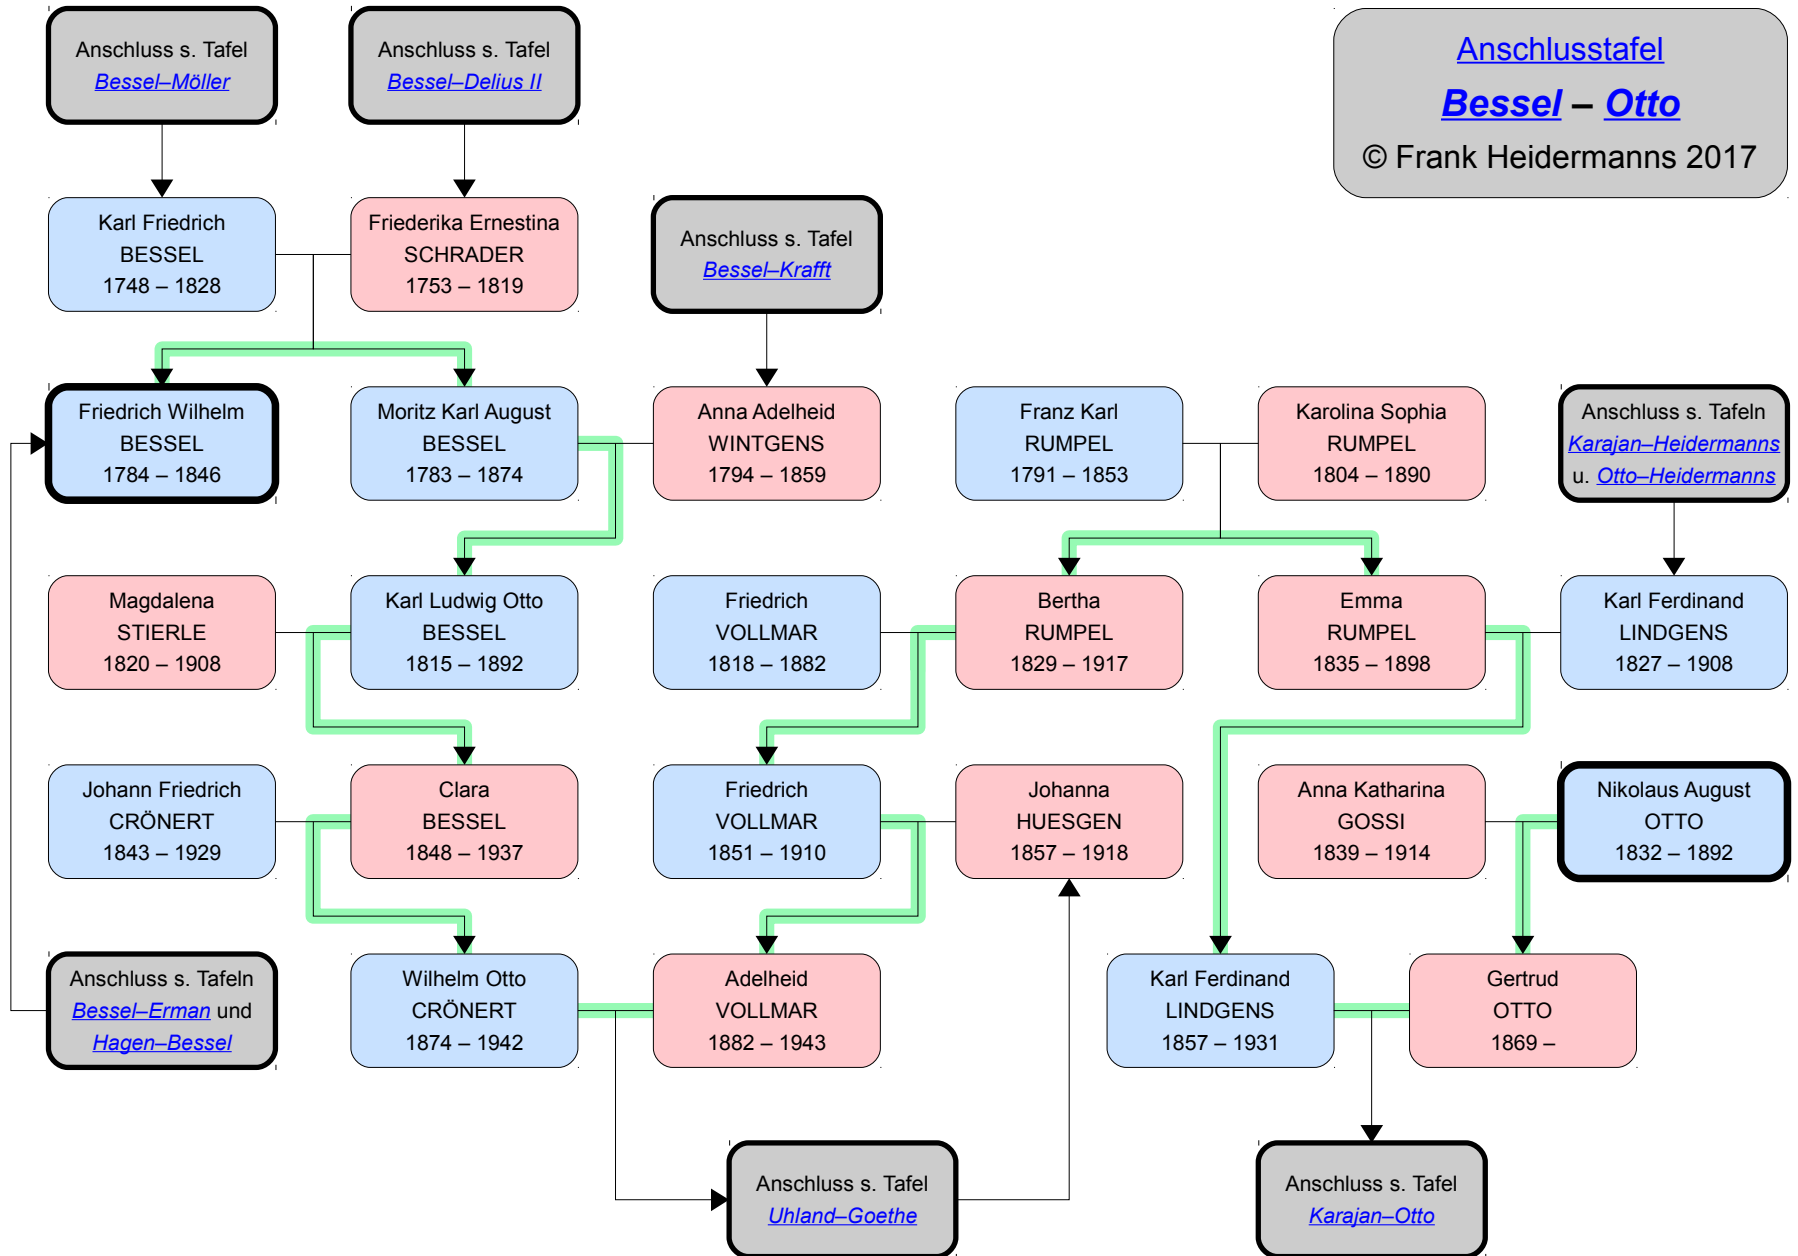 Anschluss s. Tafel
Bessel–Möller
Anschluss s. Tafel
Bessel–Delius II
Anschlusstafel
Bessel – Otto
© Frank Heidermanns 2017
Karl Friedrich
BESSEL
1748 – 1828
Friederika Ernestina
SCHRADER
1753 – 1819
Anschluss s. Tafel
Bessel–Krafft
Friedrich Wilhelm
BESSEL
1784 – 1846
Moritz Karl August
BESSEL
1783 – 1874
Anna Adelheid
WINTGENS
1794 – 1859
Franz Karl
RUMPEL
1791 – 1853
Karolina Sophia
RUMPEL
1804 – 1890
Anschluss s. Tafeln
Karajan–Heidermanns
u. Otto–Heidermanns
Magdalena
STIERLE
1820 – 1908
Karl Ludwig Otto
BESSEL
1815 – 1892
Friedrich
VOLLMAR
1818 – 1882
Bertha
RUMPEL
1829 – 1917
Emma
RUMPEL
1835 – 1898
Karl Ferdinand
LINDGENS
1827 – 1908
Johann Friedrich
CRÖNERT
1843 – 1929
Clara
BESSEL
1848 – 1937
Friedrich
VOLLMAR
1851 – 1910
Johanna
HUESGEN
1857 – 1918
Anna Katharina
GOSSI
1839 – 1914
Nikolaus August
OTTO
1832 – 1892
Anschluss s. Tafeln
Bessel–Erman und
Hagen–Bessel
Wilhelm Otto
CRÖNERT
1874 – 1942
Adelheid
VOLLMAR
1882 – 1943
Karl Ferdinand
LINDGENS
1857 – 1931
Gertrud
OTTO
1869 –
Anschluss s. Tafel
Uhland–Goethe
Anschluss s. Tafel
Karajan–Otto